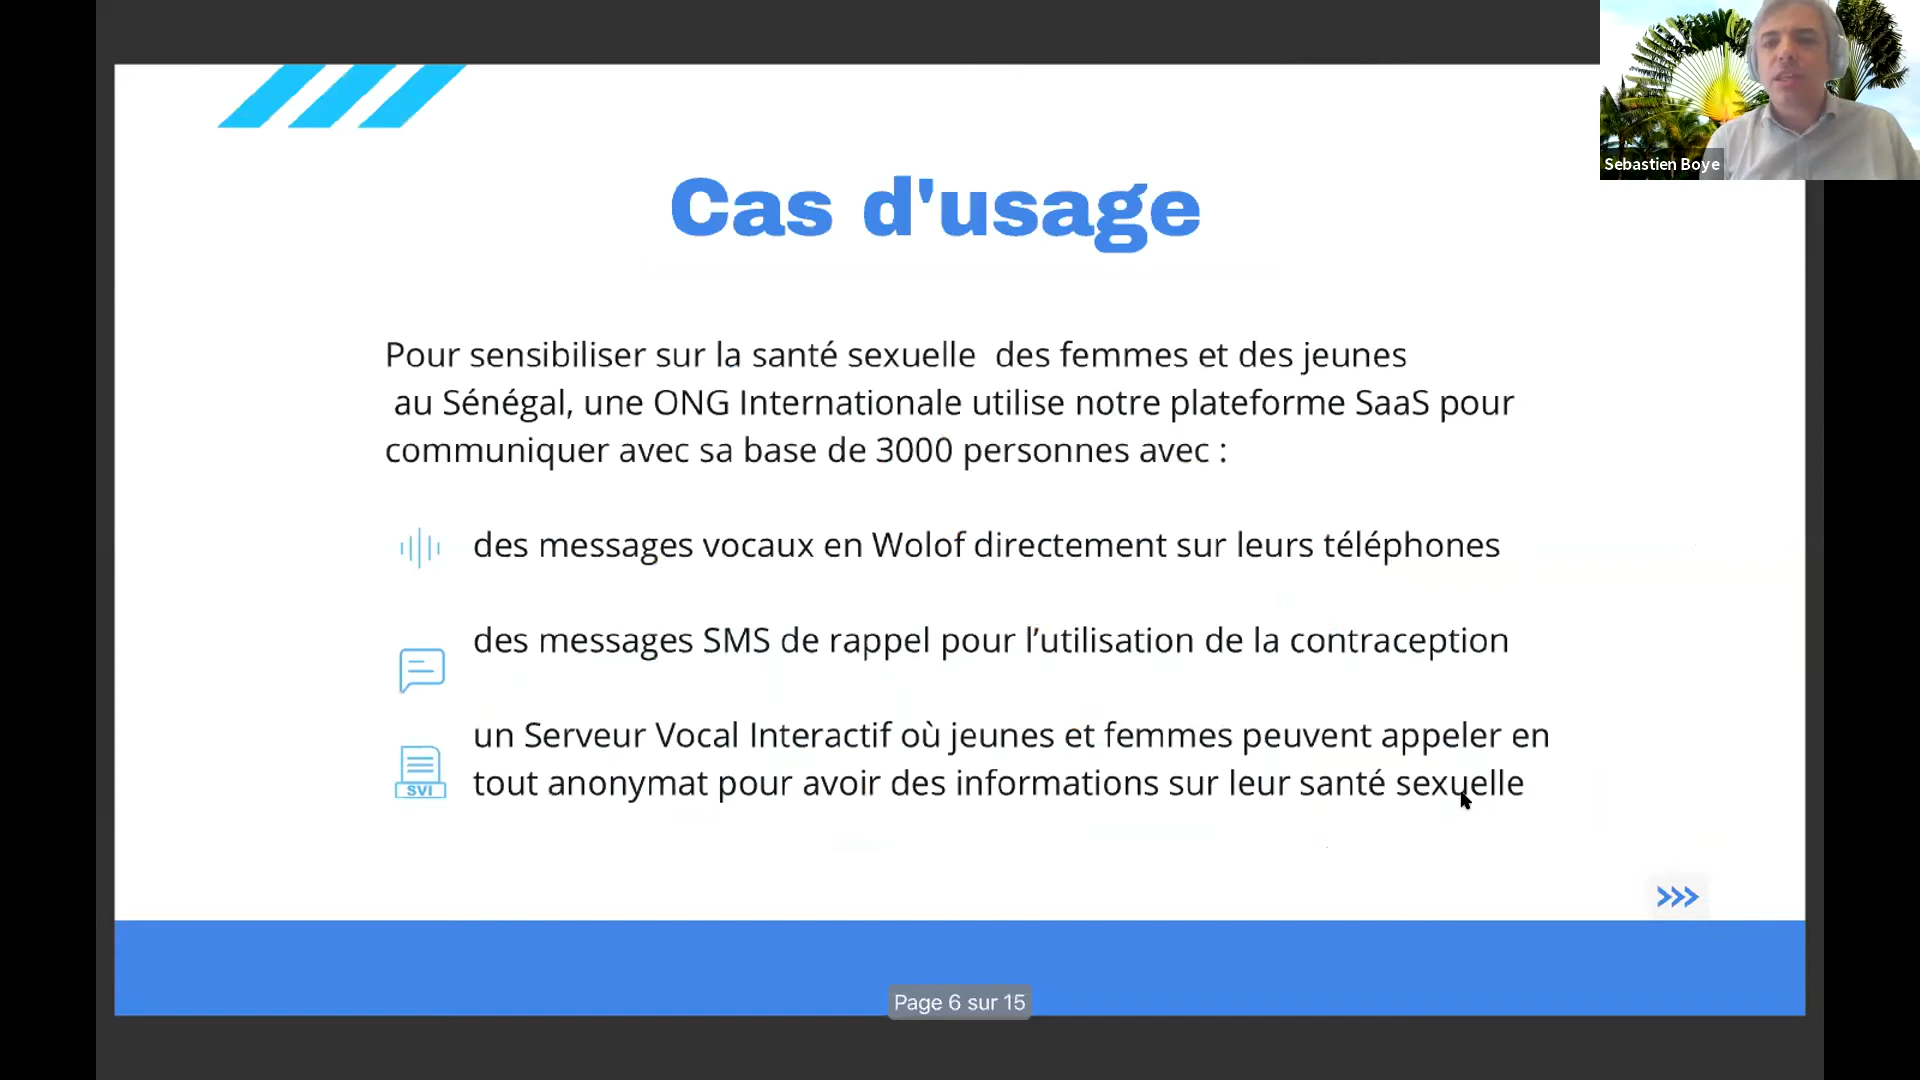 Sebastien Boye
Cas d'usage
Pour sensibiliser sur la santé sexuelle des femmes et des jeunes
au Sénégal, une ONG Internationale utilise notre plateforme SaaS pour
communiquer avec sa base de 3000 personnes avec :
des messages vocaux en Wolof directement sur leurs téléphones
des messages SMS de rappel pour l’utilisation de la contraception
un Serveur Vocal Interactif où jeunes et femmes peuvent appeler en
tout anonymat pour avoir des informations sur leur santé sexuelle
SVI
>>>
Page 6 sur 15